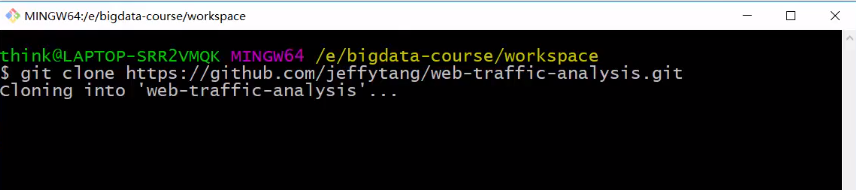 MINGW64:/e/bigdata-course/workspace
think@LAPTOP-SRR2VMQK MINGW64 /e/bigdata-course/workspace
$ git clone https://github.com/jeffytang/web-traffic-analysis.git
Cloning into 'web-traffic-analysis'...